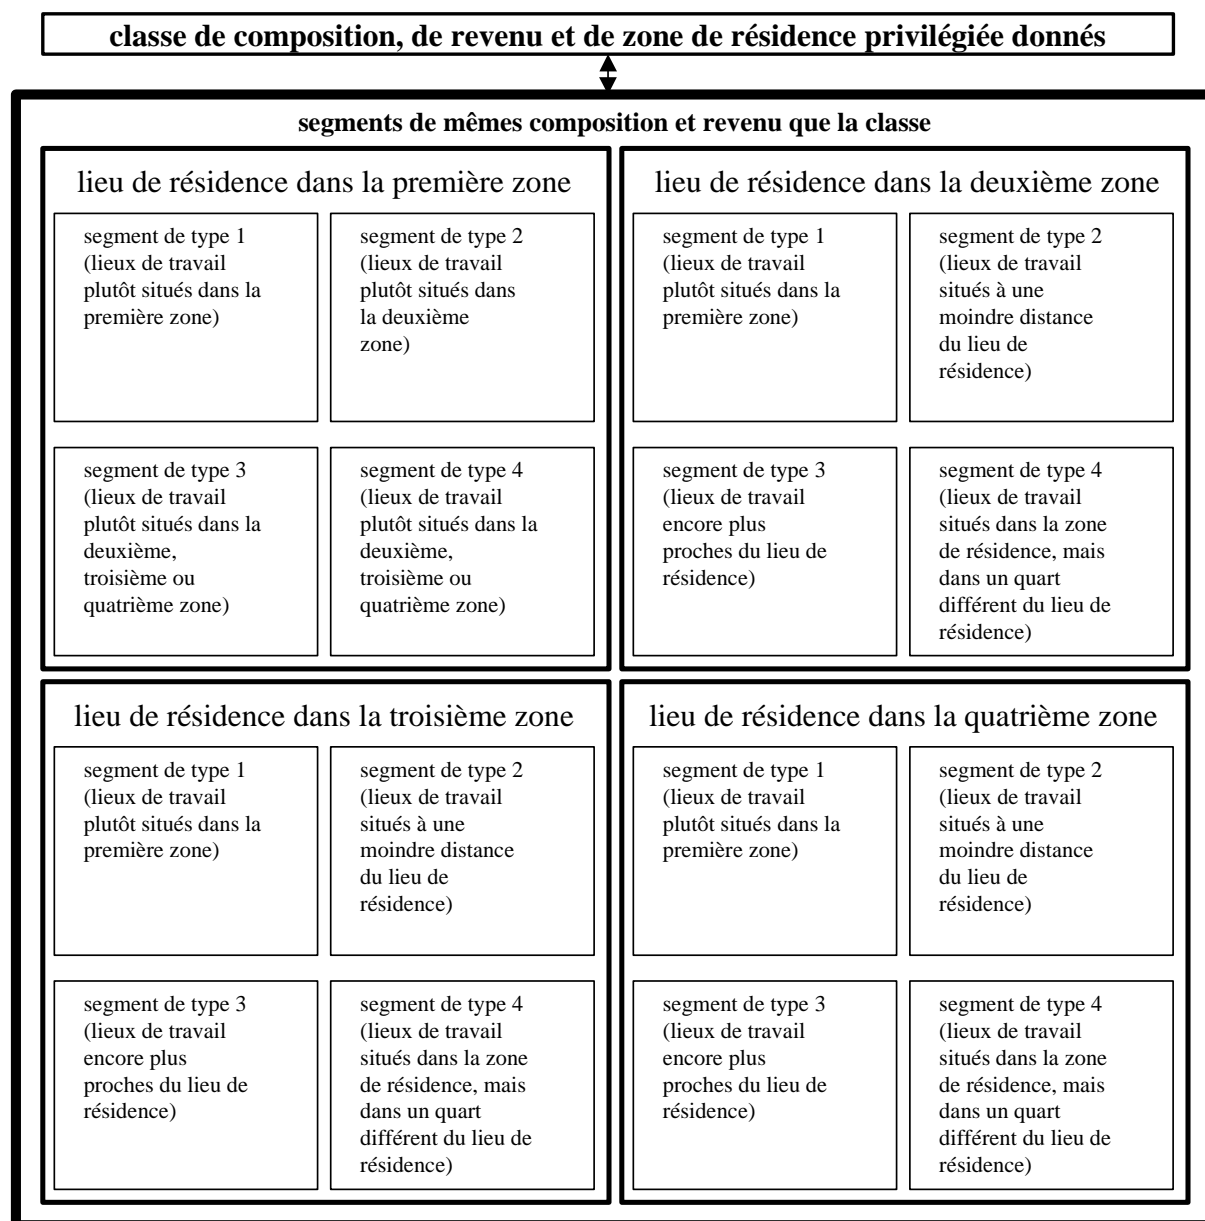 classe de composition, de revenu et de zone de résidence privilégiée donnés
segments de mêmes composition et revenu que la classe
lieu de résidence dans la première zone
segment de type 1
(lieux de travail
plutôt situés dans la
première zone)
segment de type 2
(lieux de travail
plutôt situés dans
la deuxième
zone)
segment de type 3
(lieux de travail
plutôt situés dans la
deuxième,
troisième ou
quatrième zone)
segment de type 4
(lieux de travail
plutôt situés dans la
deuxième,
troisième ou
quatrième zone)
lieu de résidence dans la deuxième zone
segment de type 1
(lieux de travail
plutôt situés dans la
première zone)
segment de type 2
(lieux de travail
situés à une
moindre distance
du lieu de
résidence)
segment de type 3
(lieux de travail
encore plus
proches du lieu de
résidence)
segment de type 4
(lieux de travail
situés dans la zone
de résidence, mais
dans un quart
différent du lieu de
résidence)
lieu de résidence dans la troisième zone
segment de type 1
(lieux de travail
plutôt situés dans la
première zone)
segment de type 2
(lieux de travail
situés à une
moindre distance
du lieu de
résidence)
segment de type 3
(lieux de travail
encore plus
proches du lieu de
résidence)
segment de type 4
(lieux de travail
situés dans la zone
de résidence, mais
dans un quart
différent du lieu de
résidence)
lieu de résidence dans la quatrième zone
segment de type 1
(lieux de travail
plutôt situés dans la
première zone)
segment de type 2
(lieux de travail
situés à une
moindre distance
du lieu de
résidence)
segment de type 3
(lieux de travail
encore plus
proches du lieu de
résidence)
segment de type 4
(lieux de travail
situés dans la zone
de résidence, mais
dans un quart
différent du lieu de
résidence)